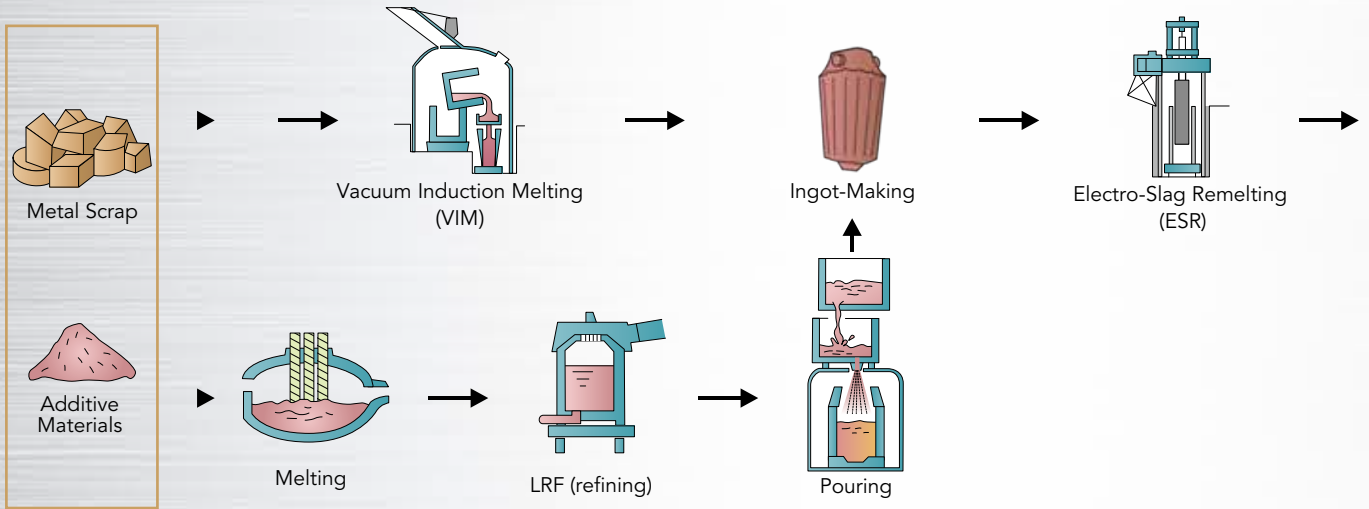 Metal Scrap
Vacuum Induction Melting
(VIM)
Ingot-Making
Electro-Slag Remelting
(ESR)
Additive
Materials
Melting
LRF (refining)
Pouring